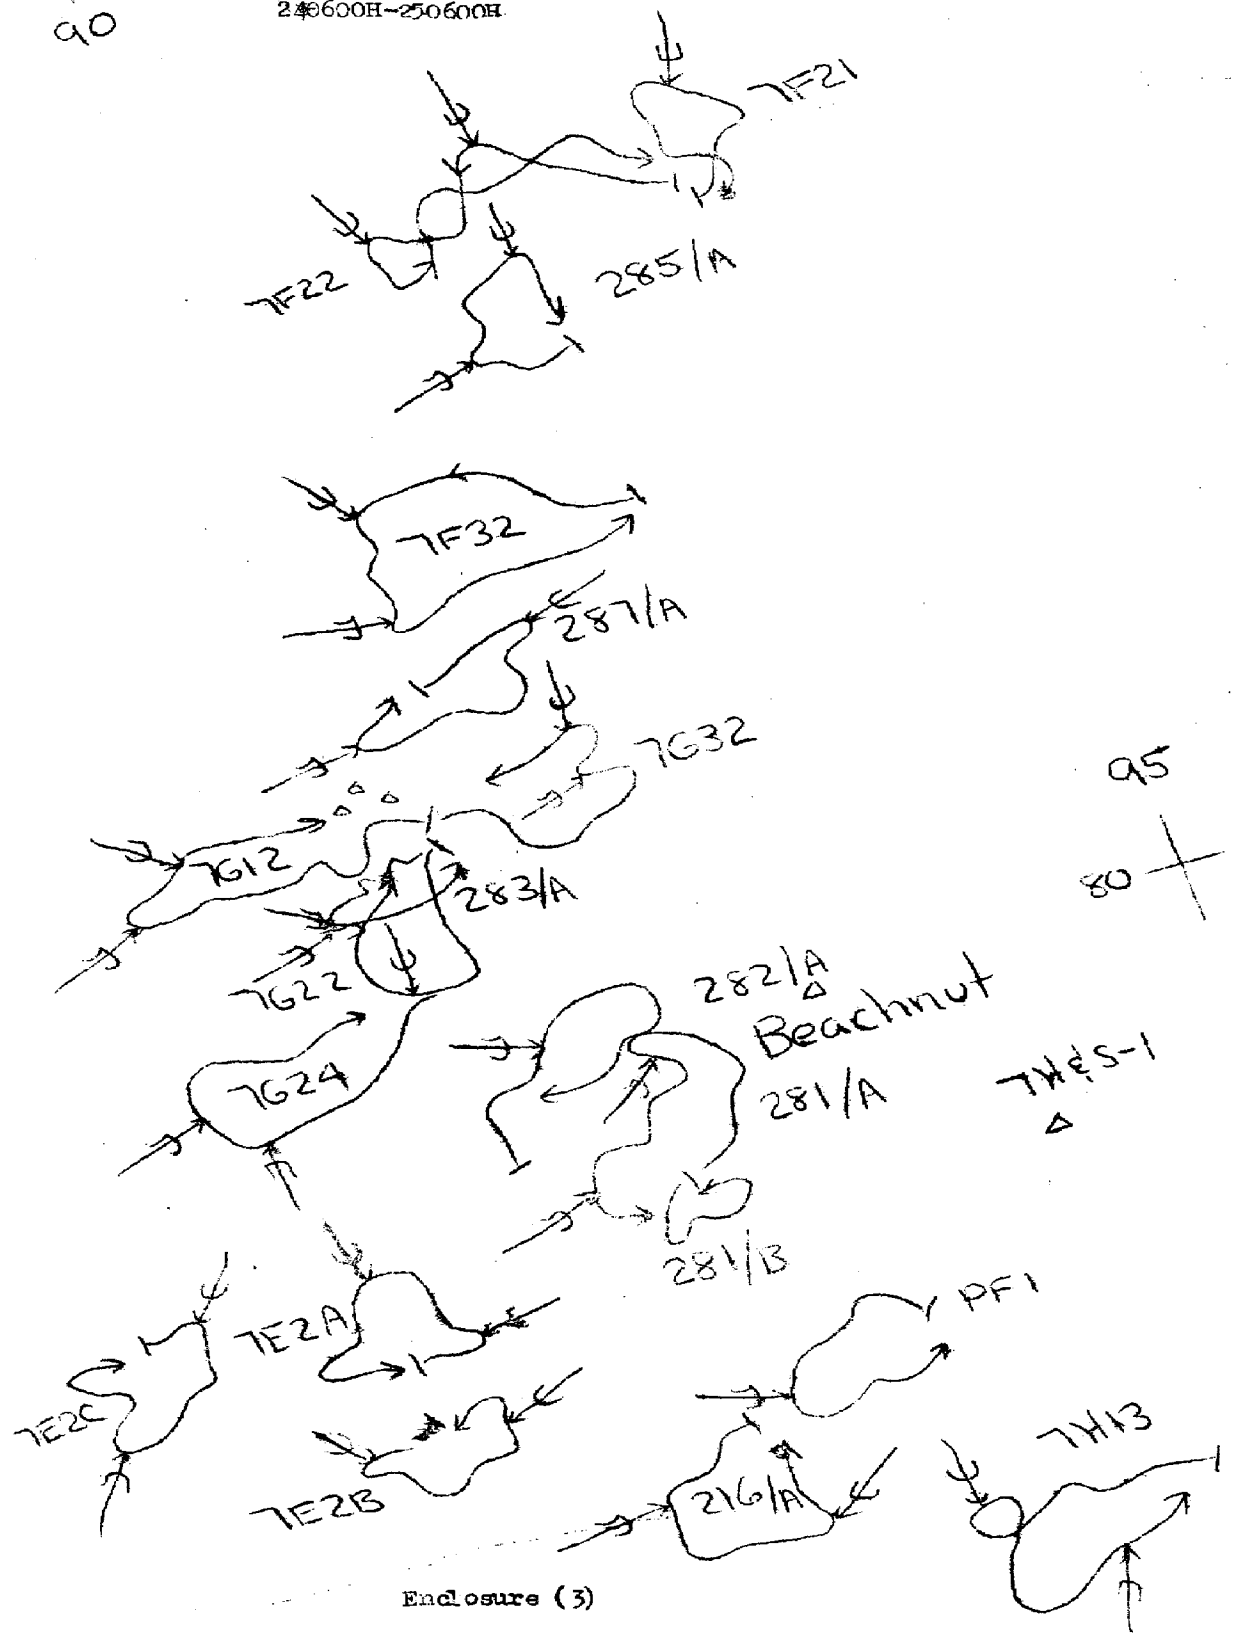 240600H-250600H
90
7F21
7F22
285/A
7F32
287/A
7G32
95
7G12
80
283/A
7G22
282/A
Beachnut
7H&S-1
7G24
281/A
281/B
7E2A
PF1
7E2C
7H13
7E2B
216/A
Enclosure (3)